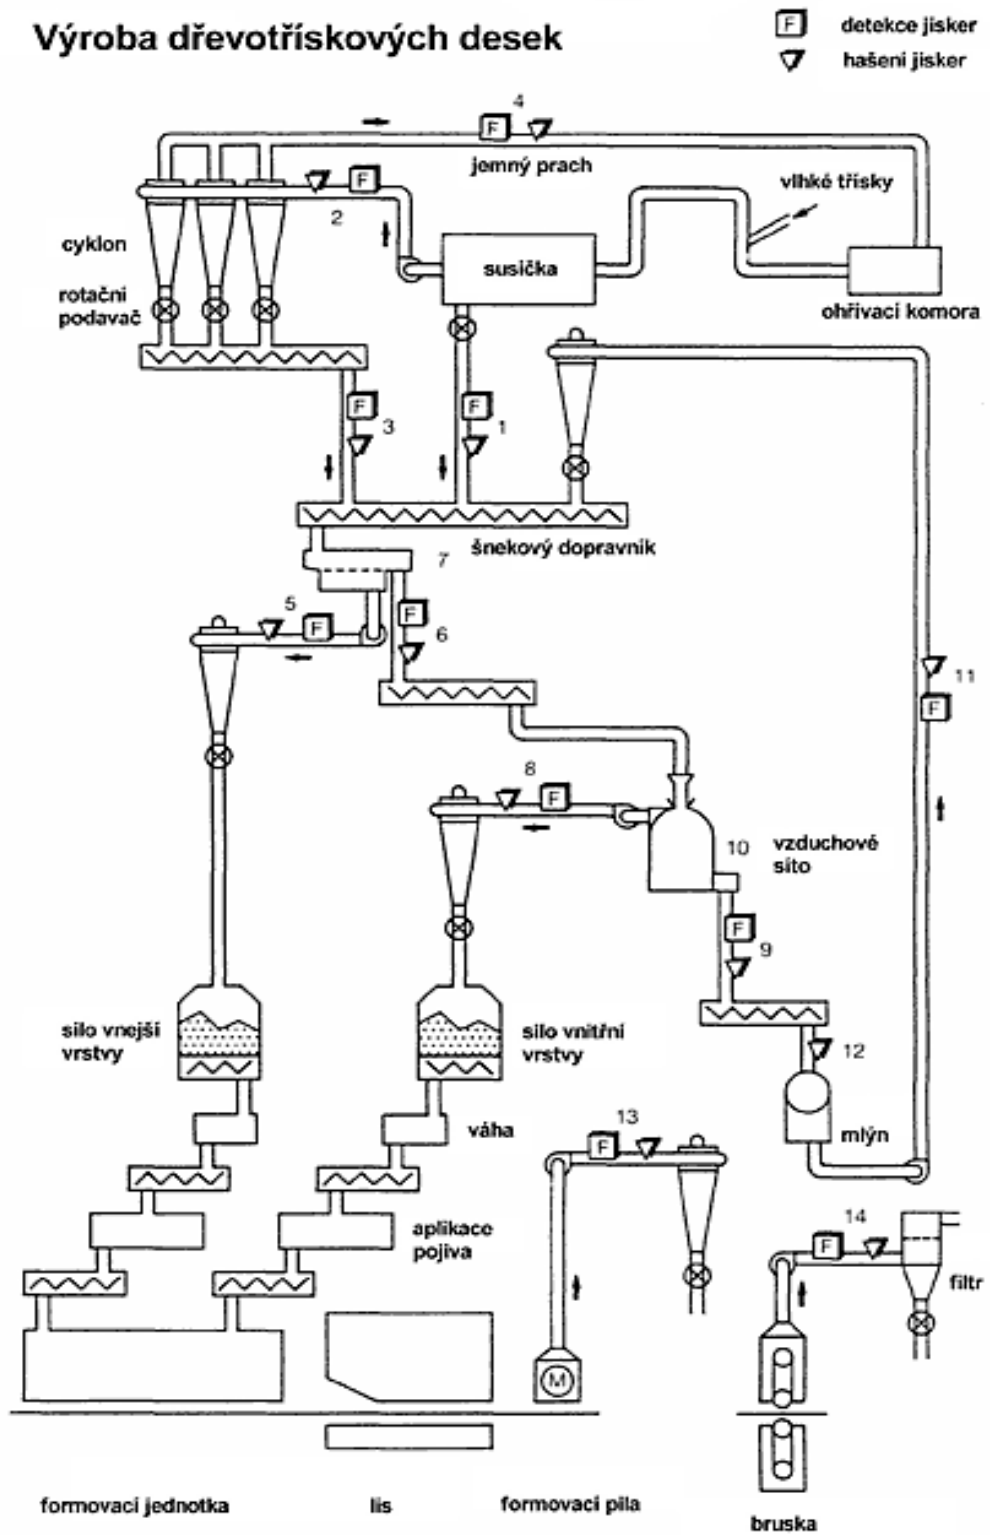 Výroba dřevotřískových desek
F detekce jisker
hašení jisker
4
F
jemný prach
vlhké třísky
F
2
cyklon
sušička
rotační
podavač
ohřívací komora
F
3
F
1
šnekový dopravník
7
5
F
F
6
11
F
8
F
10
vzduchové
síto
F
9
silo vnejší
vrstvy
silo vnitřní
vrstvy
12
váha
13
F
mlýn
14
F
aplikace
pojiva
filtr
M
formovací jednotka
lis
formovací pila
bruska